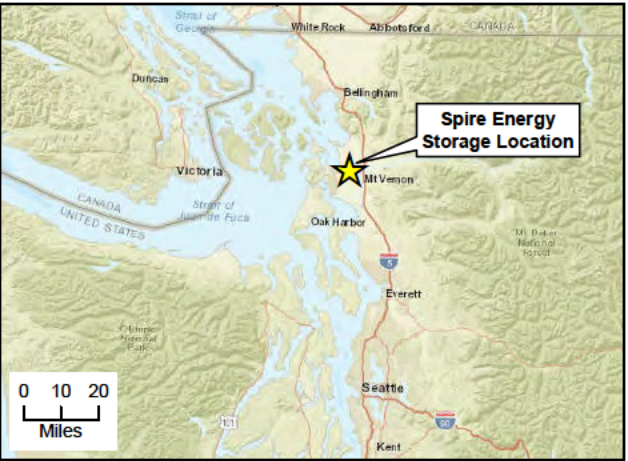 Strait of
Georgia
White Rock
Abbotsford
CANADA
Duncan
Bellingham
Spire Energy
Storage Location
Victoria
Mt Vernon
CANADA
UNITED STATES
Strait of
Juan de Fuca
Oak Harbor
Mt Baker
National
Forest
5
Everett
Olympic
National
Park
0 10 20
Miles
Seattle
101
90
Kent